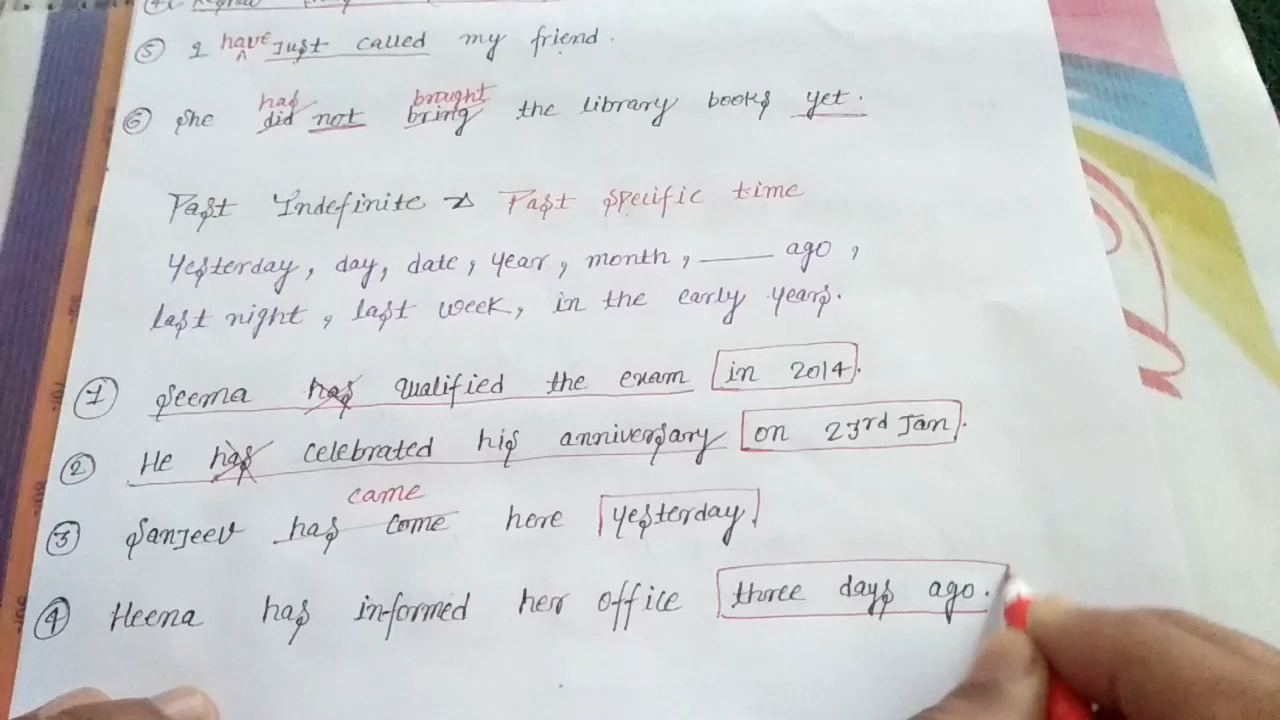 ⑤ I have ^ Just called my friend.
has brought
⑥ She did not bring the library books yet.
Past Indefinite → Past specific time
Yesterday, day, date, year, month, —— ago,
last night, last week, in the early years.
① Seema has qualified the exam in 2014.
② He has celebrated his anniversary on 23rd Jan.
came
③ Sanjeev has come here yesterday
④ Heena has informed her office three days ago.